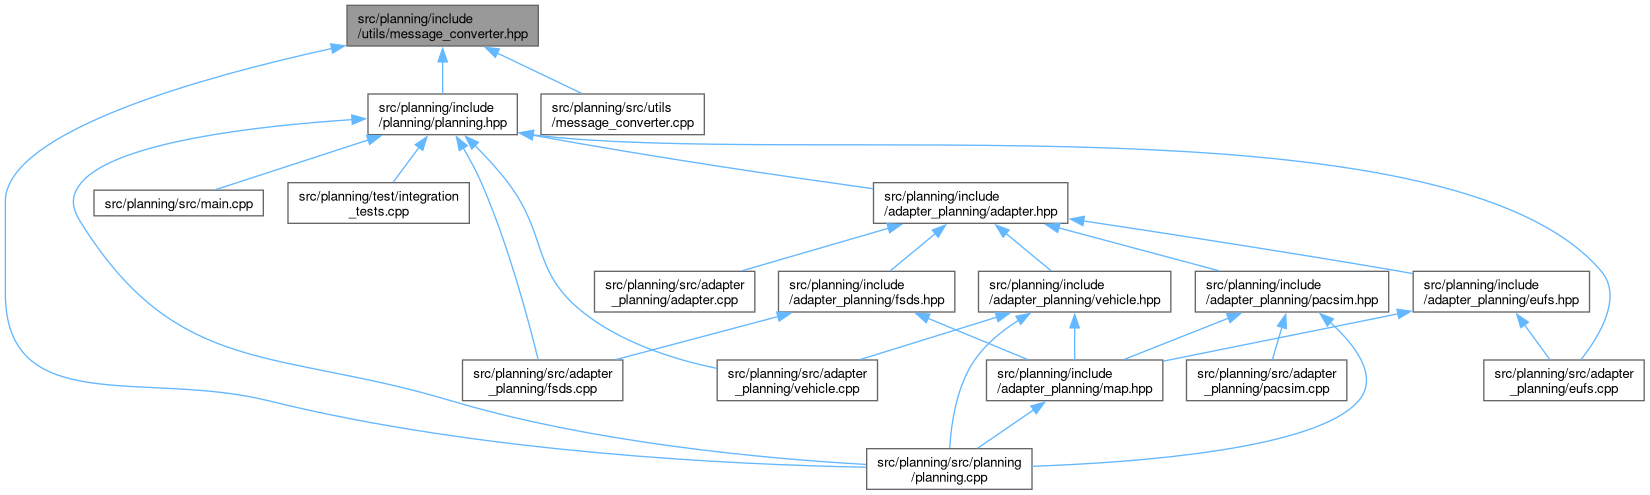 src/planning/include
/utils/message_converter.hpp
src/planning/include
/planning/planning.hpp
src/planning/src/utils
/message_converter.cpp
src/planning/src/main.cpp
src/planning/test/integration
_tests.cpp
src/planning/include
/adapter_planning/adapter.hpp
src/planning/src/adapter
_planning/adapter.cpp
src/planning/include
/adapter_planning/fsds.hpp
src/planning/include
/adapter_planning/vehicle.hpp
src/planning/include
/adapter_planning/pacsim.hpp
src/planning/include
/adapter_planning/eufs.hpp
src/planning/src/adapter
_planning/fsds.cpp
src/planning/src/adapter
_planning/vehicle.cpp
src/planning/include
/adapter_planning/map.hpp
src/planning/src/adapter
_planning/pacsim.cpp
src/planning/src/adapter
_planning/eufs.cpp
src/planning/src/planning
/planning.cpp